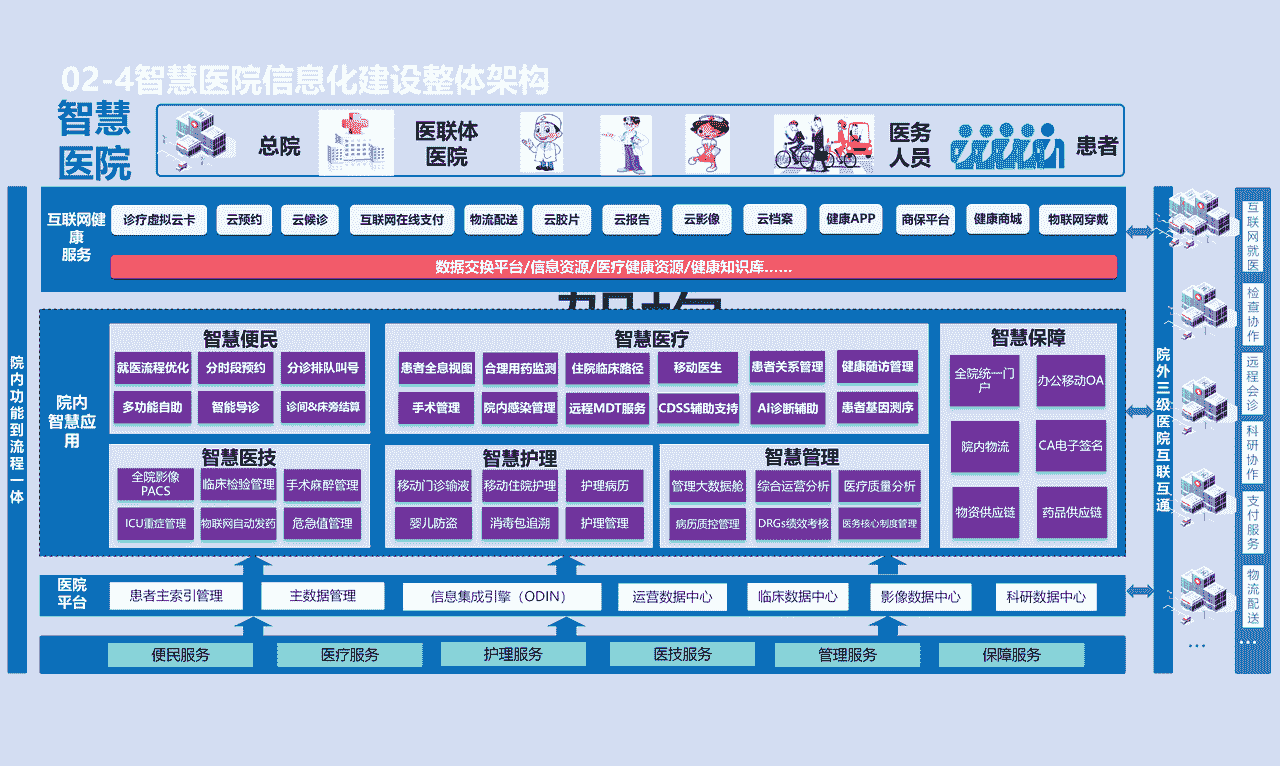 02-4智慧医院信息化建设整体架构
智慧
医院
总院
医联体
医院
医务
人员
患者
互联网健
康
服务
诊疗虚拟云卡
云预约
云候诊
互联网在线支付
物流配送
云胶片
云报告
云影像
云档案
健康APP
商保平台
健康商城
物联网穿戴
数据交换平台/信息资源/医疗健康资源/健康知识库......
院内功能到流程一体
院内
智慧应
用
智慧便民
就医流程优化
分时段预约
分诊排队叫号
多功能自助
智能导诊
诊间&床旁结算
智慧医疗
患者全息视图
合理用药监测
住院临床路径
移动医生
患者关系管理
健康随访管理
手术管理
院内感染管理
远程MDT服务
CDSS辅助支持
AI诊断辅助
患者基因测序
智慧保障
全院统一门
户
办公移动OA
院内物流
CA电子签名
物资供应链
药品供应链
智慧医技
全院影像
PACS
临床检验管理
手术麻醉管理
ICU重症管理
物联网自动发药
危急值管理
智慧护理
移动门诊输液
移动住院护理
护理病历
婴儿防盗
消毒包追溯
护理管理
智慧管理
管理大数据舱
综合运营分析
医疗质量分析
病历质控管理
DRGs绩效考核
医务核心制度管理
医院
平台
患者主索引管理
主数据管理
信息集成引擎（ODIN）
运营数据中心
临床数据中心
影像数据中心
科研数据中心
便民服务
医疗服务
护理服务
医技服务
管理服务
保障服务
院外三级医院互联互通
互联网就医
检查协作
远程会诊
科研协作
支付服务
物流配送
...
...